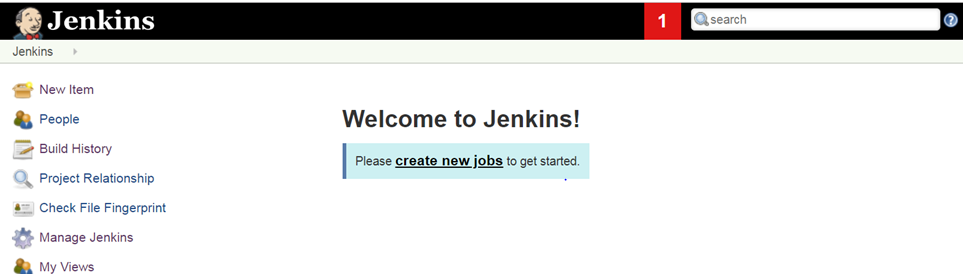 Jenkins
1
search
?
Jenkins
New Item
People
Build History
Project Relationship
Check File Fingerprint
Manage Jenkins
My Views
Welcome to Jenkins!
Please create new jobs to get started.